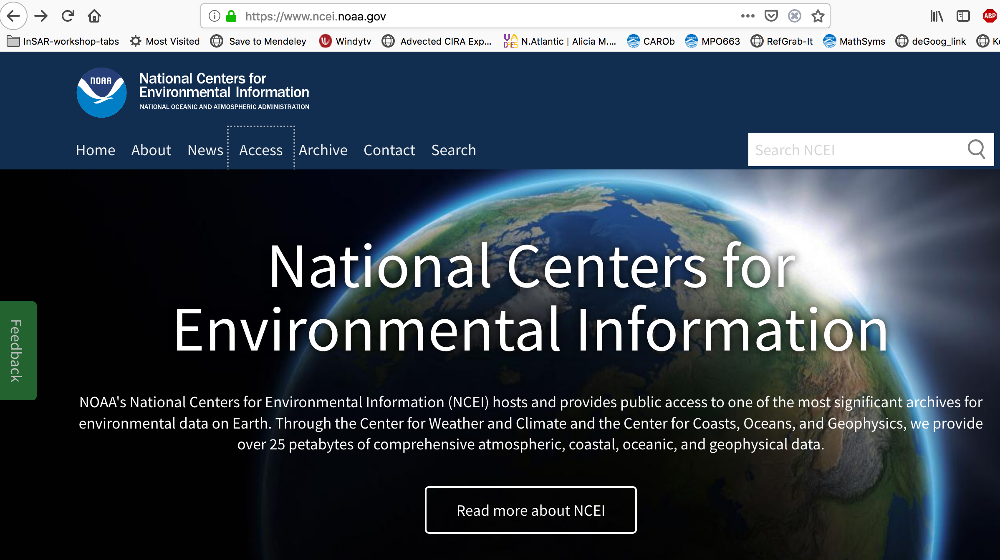 https://www.ncei.noaa.gov
ABP
InSAR-workshop-tabs Most Visited Save to Mendeley Windytv Advected CIRA Exp... N.Atlantic | Alicia M.... CAROb MPO663 RefGrab-It MathSyms deGoog_link
NOAA
National Centers for
Environmental Information
NATIONAL OCEANIC AND ATMOSPHERIC ADMINISTRATION
Home About News Access Archive Contact Search
Search NCEI
National Centers for
Environmental Information
Feedback
NOAA's National Centers for Environmental Information (NCEI) hosts and provides public access to one of the most significant archives for
environmental data on Earth. Through the Center for Weather and Climate and the Center for Coasts, Oceans, and Geophysics, we provide
over 25 petabytes of comprehensive atmospheric, coastal, oceanic, and geophysical data.
Read more about NCEI